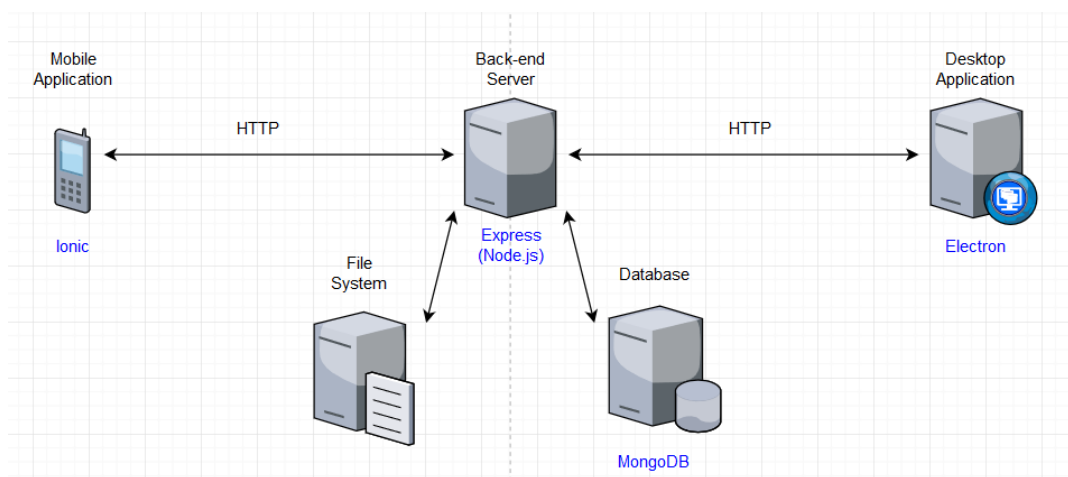 Mobile
Application
Back-end
Server
Desktop
Application
HTTP
HTTP
Ionic
Express
(Node.js)
Electron
File
System
Database
MongoDB